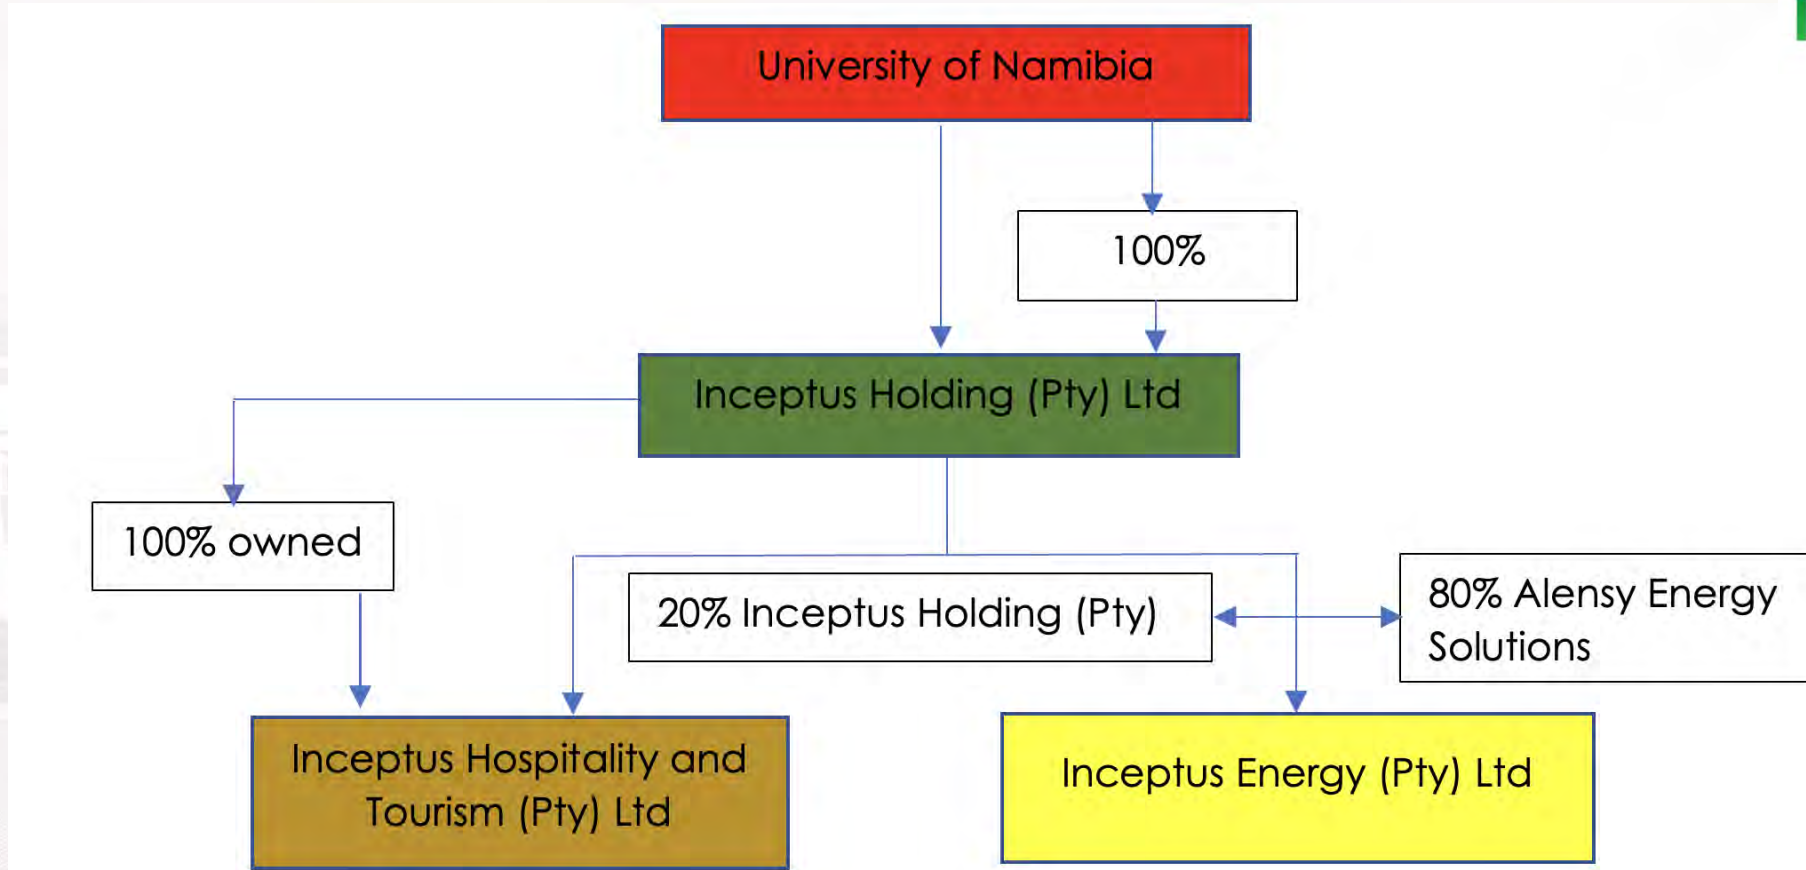 University of Namibia
100%
Inceptus Holding (Pty) Ltd
100% owned
20% Inceptus Holding (Pty)
80% Alensy Energy
Solutions
Inceptus Hospitality and
Tourism (Pty) Ltd
Inceptus Energy (Pty) Ltd